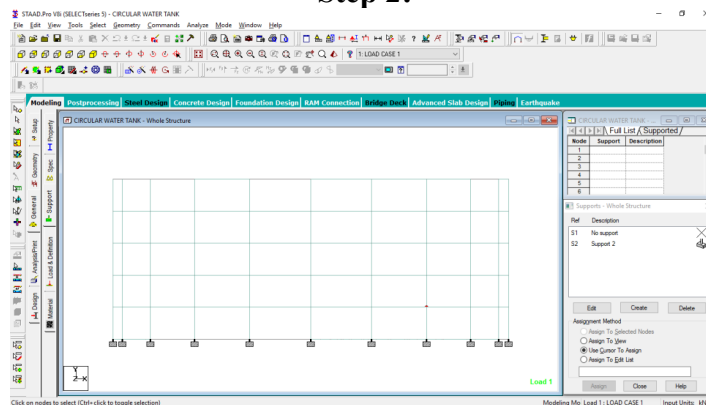 Step 2:
STAAD.Pro V8i (SELECTseries 5) - CIRCULAR WATER TANK
File Edit View Tools Select Geometry Commands Analyze Mode Window Help
1: LOAD CASE 1
Modeling Postprocessing Steel Design Concrete Design Foundation Design RAM Connection Bridge Deck Advanced Slab Design Piping Earthquake
Setup
Geometry
General
Analysis/Print
Design
Property
Spec
Support
Load & Definition
Material
CIRCULAR WATER TANK - Whole Structure
Load 1
CIRCULAR WATER TANK - ...
Full List Supported
Node Support Description
1
2
3
4
5
6
Supports - Whole Structure
Ref Description
S1 No support
S2 Support 2
Edit Create Delete
Assignment Method
Assign To Selected Nodes
Assign To View
Use Cursor To Assign
Assign To Edit List
Assign Close Help
Click on nodes to select (Ctrl+click to toggle selection)
Modeling Mo Load 1 : LOAD CASE 1 Input Units: kN